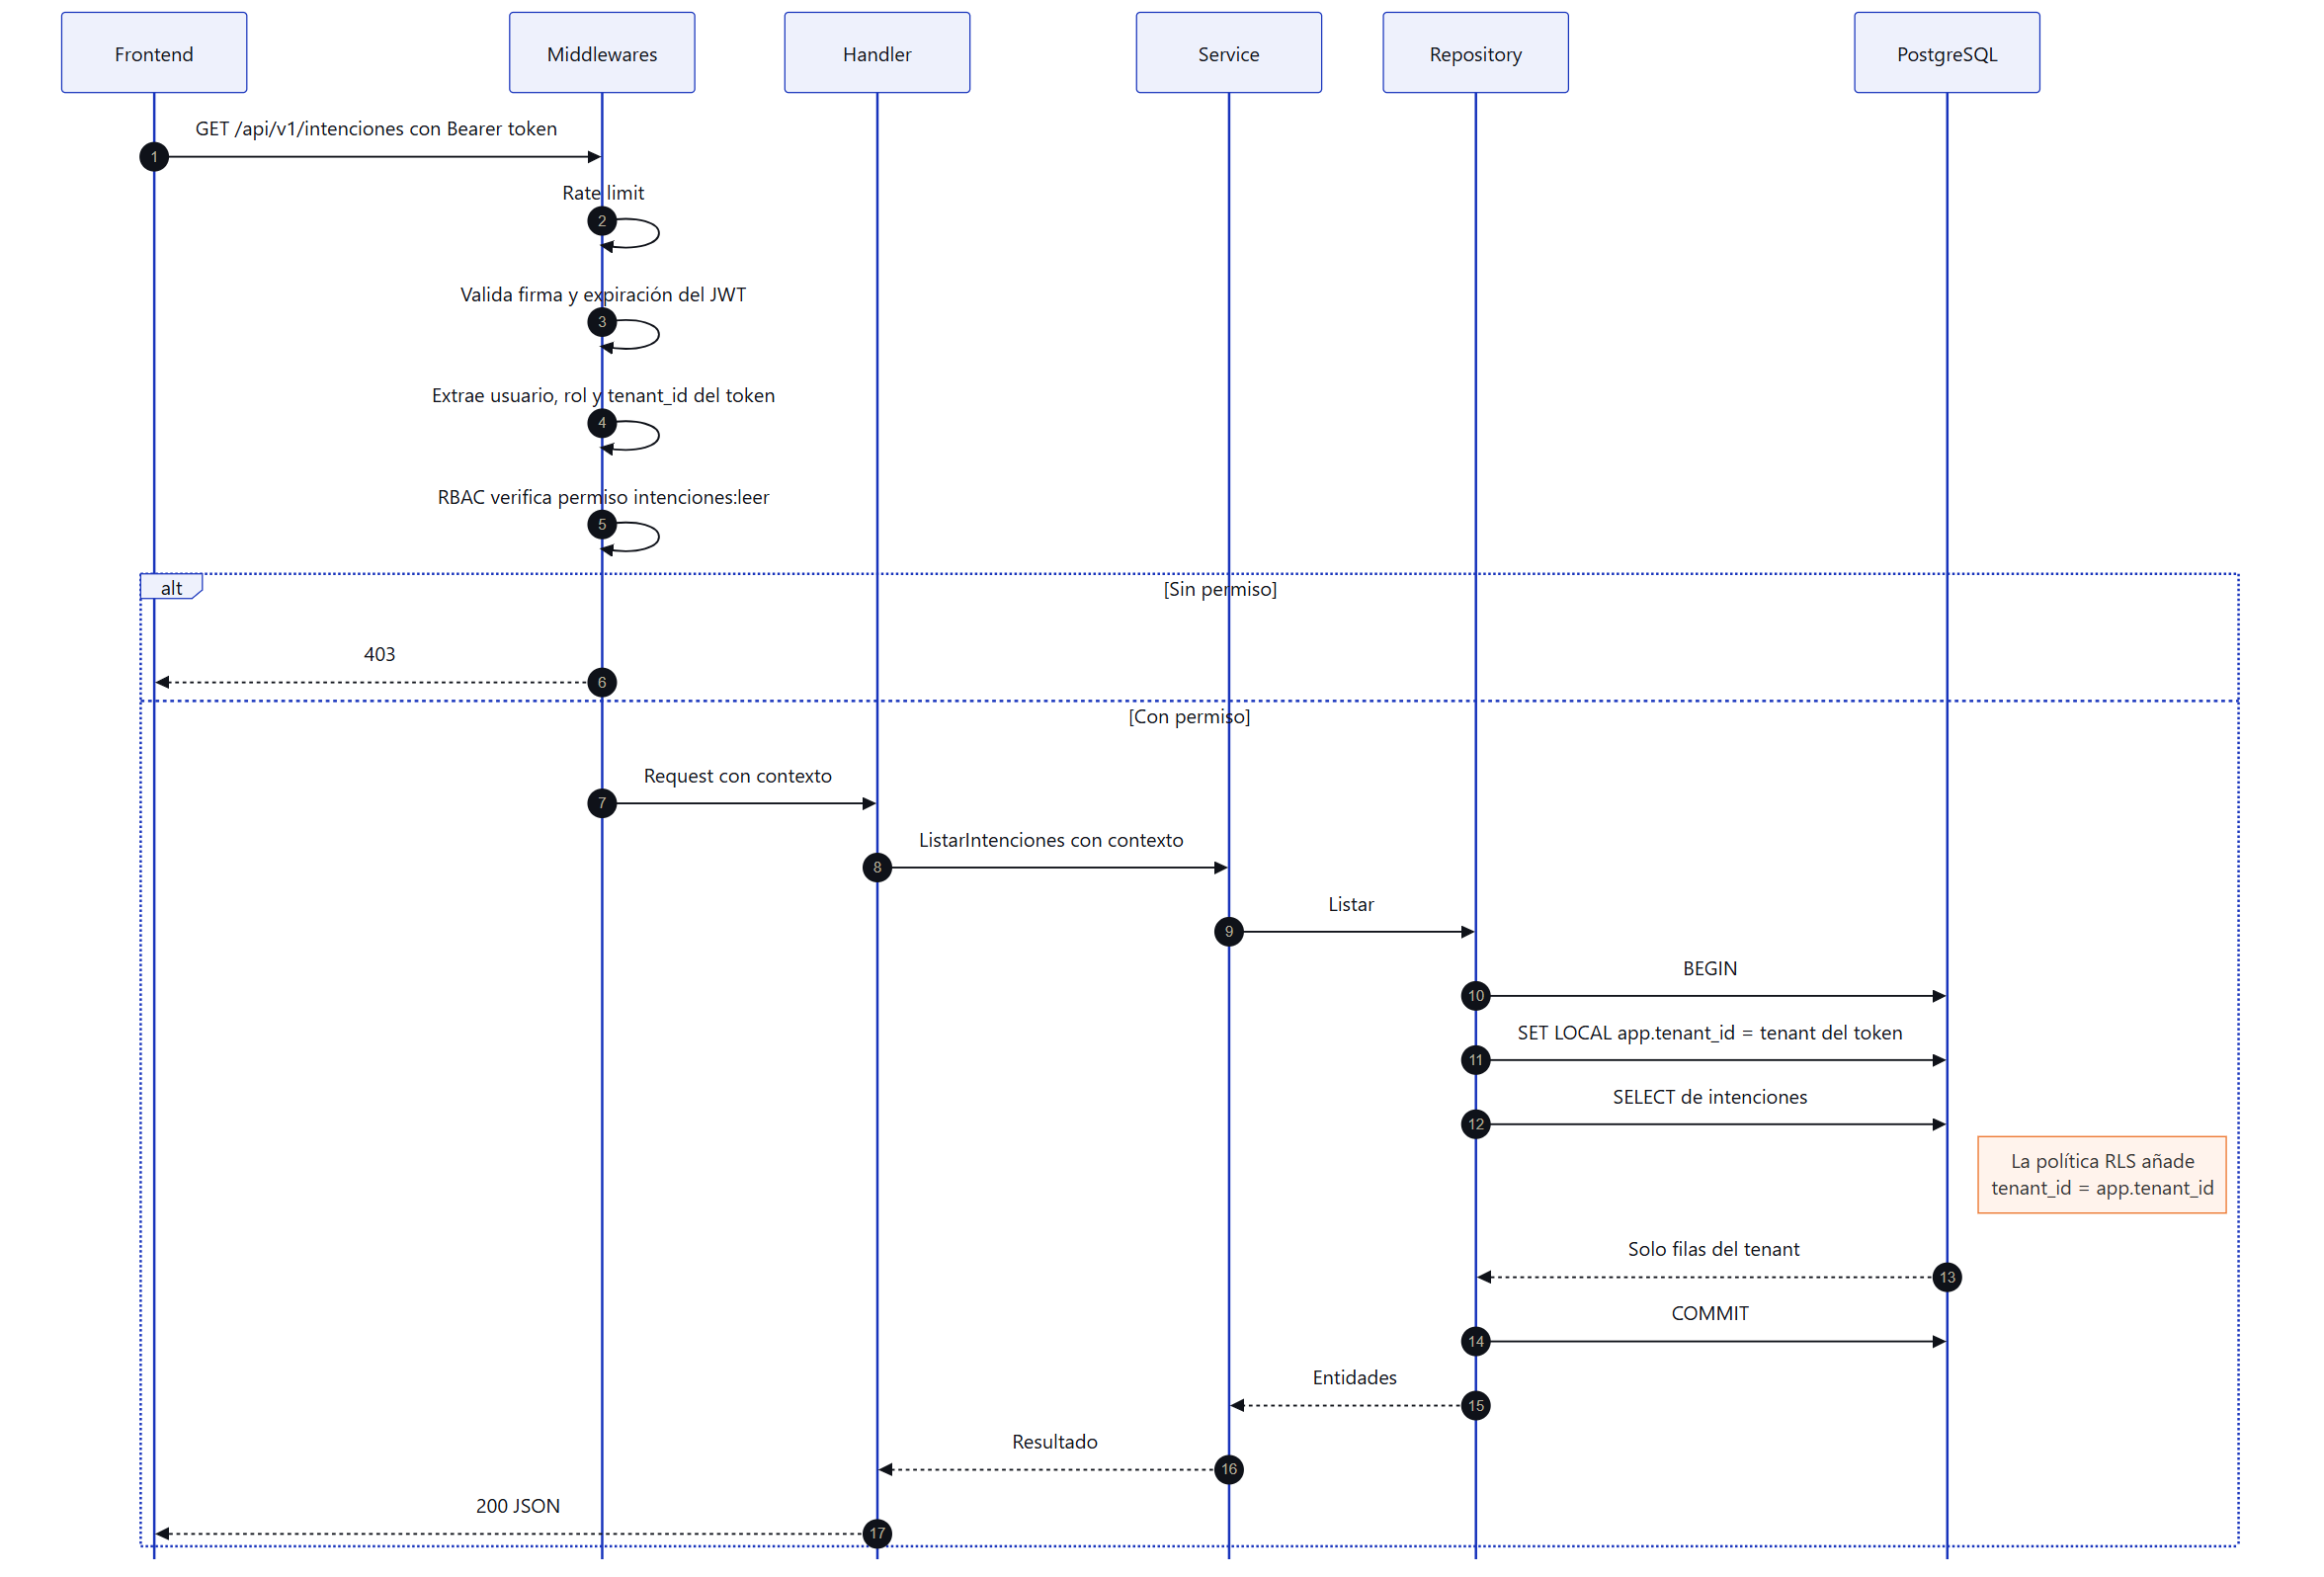 Frontend
Middlewares
Handler
Service
Repository
PostgreSQL
GET /api/v1/intenciones con Bearer token
1
Rate limit
2
Valida firma y expiración del JWT
3
Extrae usuario, rol y tenant_id del token
4
RBAC verifica permiso intenciones:leer
5
alt
[Sin permiso]
403
6
[Con permiso]
Request con contexto
7
ListarIntenciones con contexto
8
Listar
9
BEGIN
10
SET LOCAL app.tenant_id = tenant del token
11
SELECT de intenciones
12
La política RLS añade
tenant_id = app.tenant_id
Solo filas del tenant
13
COMMIT
14
Entidades
15
Resultado
16
200 JSON
17